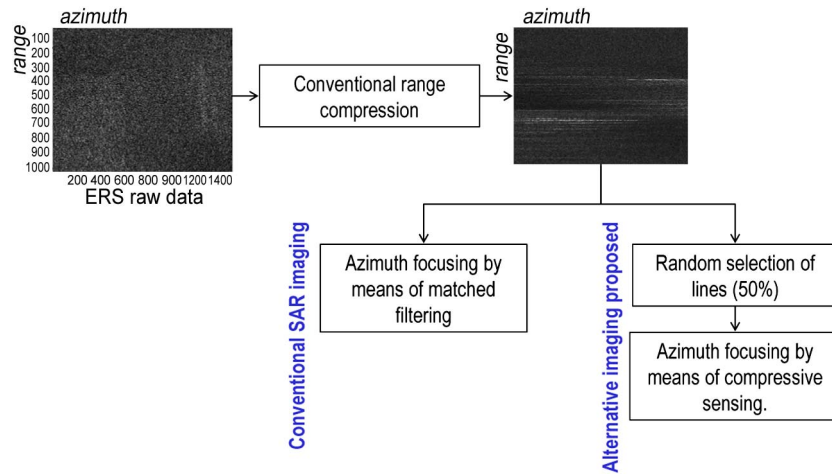 azimuth
range
100
200
300
400
500
600
700
800
900
1000
200 400 600 800 900 1200 1400
ERS raw data
Conventional range
compression
azimuth
range
Conventional SAR imaging
Azimuth focusing by
means of matched
filtering
Alternative imaging proposed
Random selection of
lines (50%)
Azimuth focusing by
means of compressive
sensing.